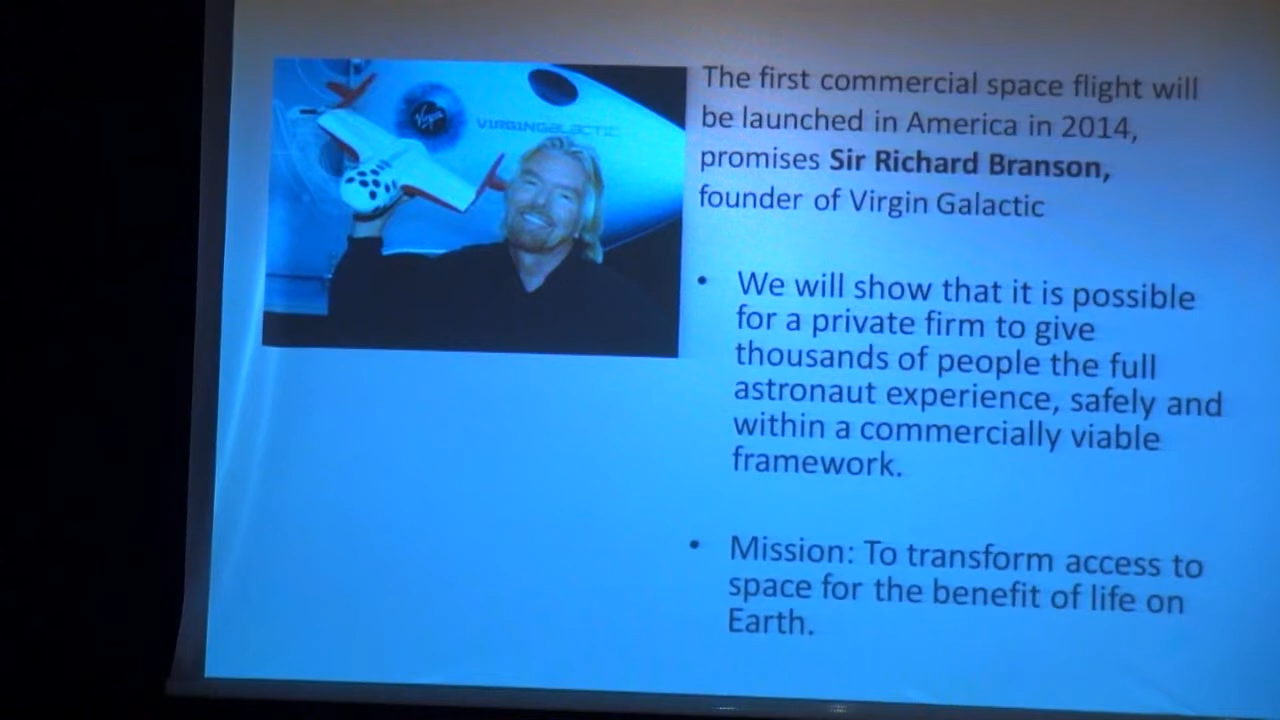 Virgin
VIRGINGALACTIC
The first commercial space flight will
be launched in America in 2014,
promises Sir Richard Branson,
founder of Virgin Galactic
• We will show that it is possible
for a private firm to give
thousands of people the full
astronaut experience, safely and
within a commercially viable
framework.
• Mission: To transform access to
space for the benefit of life on
Earth.